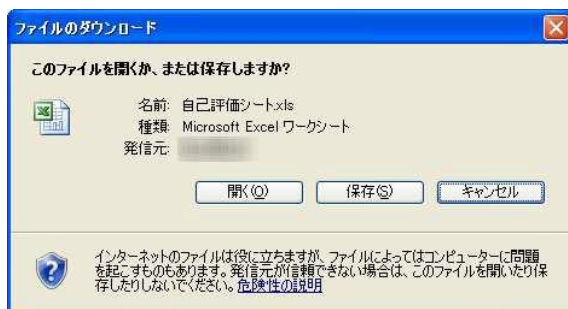 ファイルのダウンロード
このファイルを開くか、または保存しますか?
名前: 自己評価シート.xls
種類: Microsoft Excel ワークシート
発信元:
開く(O) 保存(S) キャンセル
インターネットのファイルは役に立ちますが、ファイルによってはコンピューターに問題
を起こすものもあります。発信元が信頼できない場合は、このファイルを開いたり保
存したりしないでください。危険性の説明